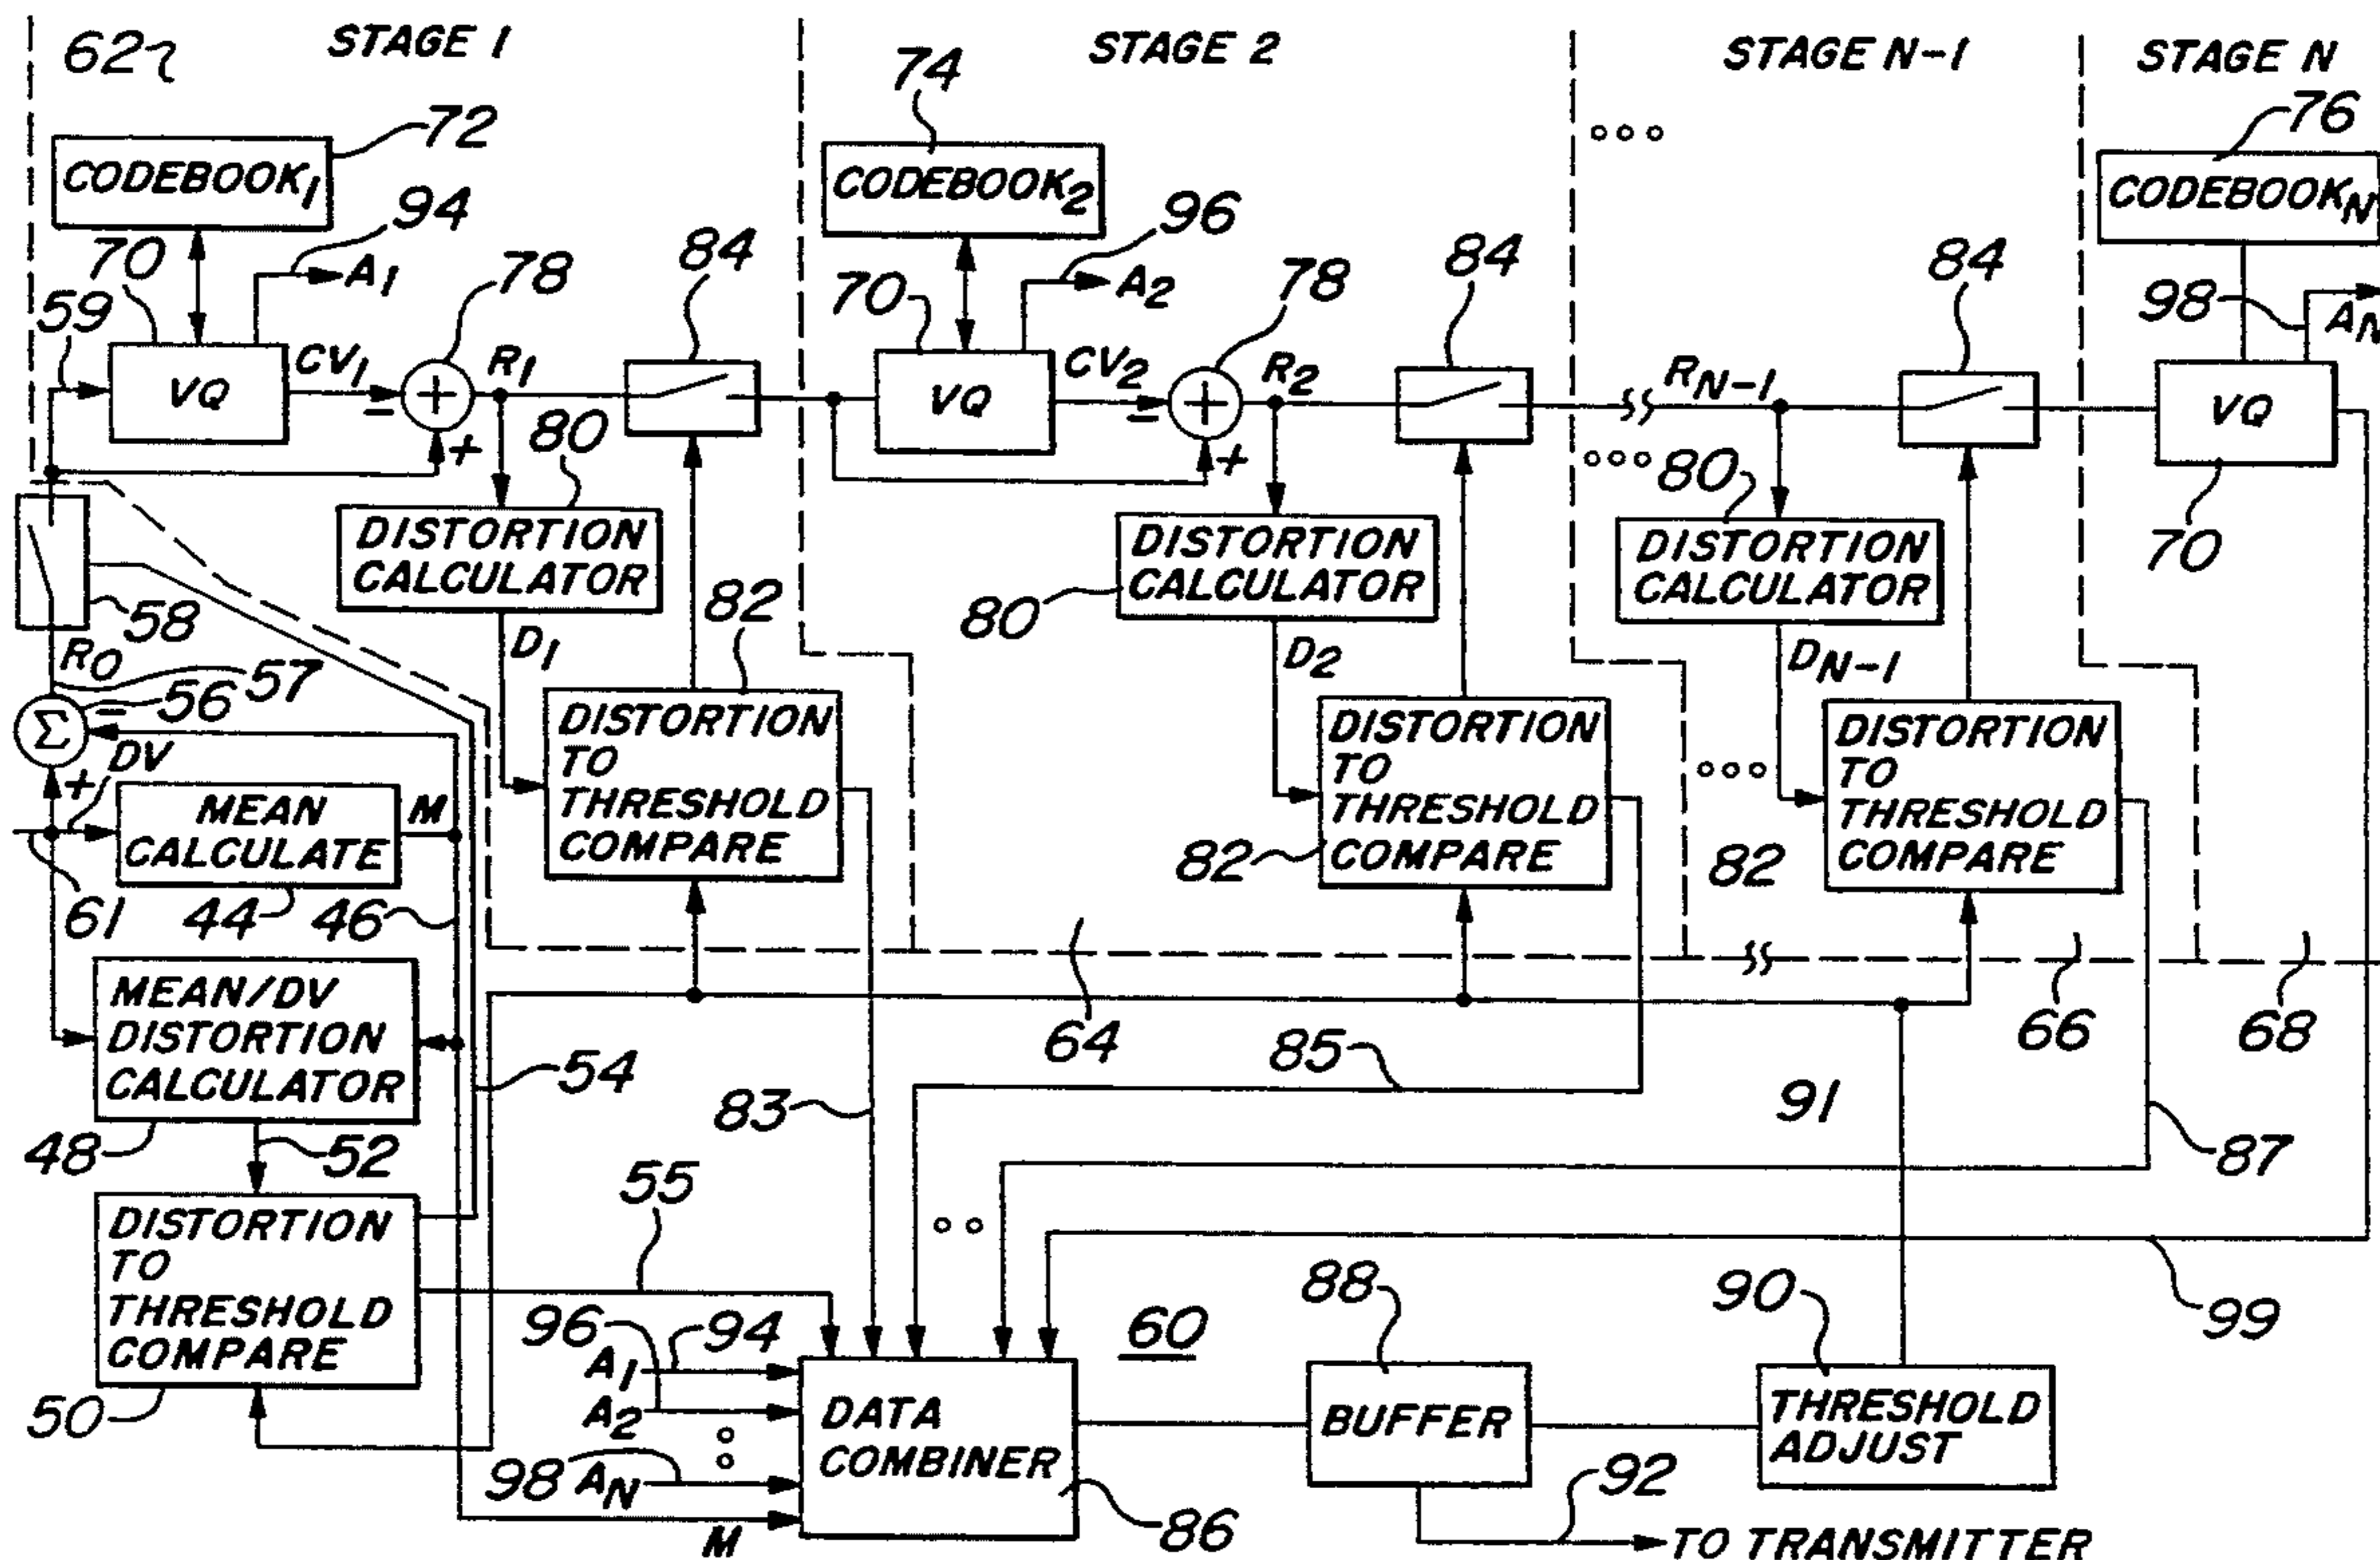 62 STAGE 1 STAGE 2 STAGE N-1 STAGE N
72 74 76
CODEBOOK1 CODEBOOK2 CODEBOOKN
94 96 98
70 A1 78 84 70 A2 78 84 84 AN
59 VQ CV1 - + R1 VQ CV2 - + R2 RN-1 VQ
+ 80 + 80 70
DISTORTION CALCULATOR
DISTORTION CALCULATOR
DISTORTION CALCULATOR
58 82 80
R0 D1 D2 DN-1
57
56
Σ -
DISTORTION
TO
THRESHOLD
COMPARE
DISTORTION
TO
THRESHOLD
COMPARE
DISTORTION
TO
THRESHOLD
COMPARE
+ DV
MEAN
CALCULATE
M
82 82
61 44 46
MEAN/DV
DISTORTION
CALCULATOR
64 66 68
54 83 85 91 87
48 52
55
DISTORTION
TO
THRESHOLD
COMPARE
50
60 88 90 99
96 94
A1
A2
98 AN
M
DATA
COMBINER
86
BUFFER
THRESHOLD
ADJUST
92
TO TRANSMITTER